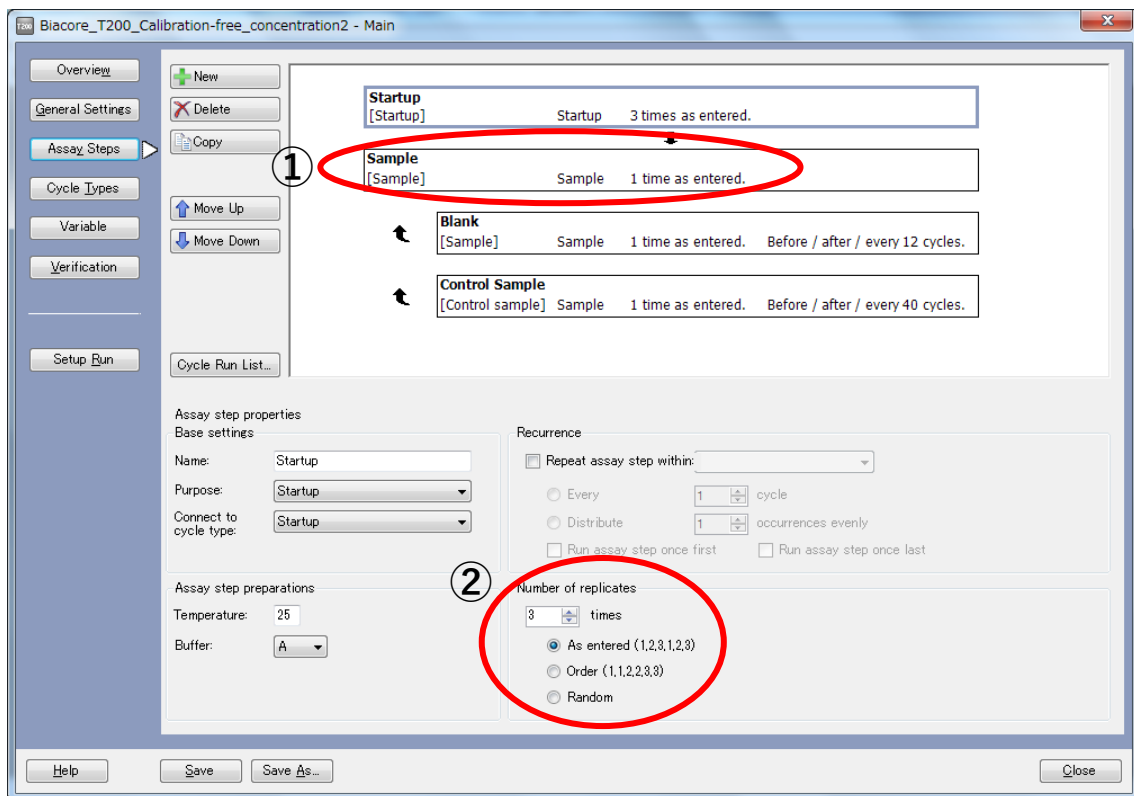 T200 Biacore_T200_Calibration-free_concentration2 - Main
Overview
General Settings
Assay Steps
Cycle Types
Variable
Verification
Setup Run
New
Delete
Copy
Move Up
Move Down
Cycle Run List...
Startup
[Startup] Startup 3 times as entered.
①
Sample
[Sample] Sample 1 time as entered.
Blank
[Sample] Sample 1 time as entered. Before / after / every 12 cycles.
Control Sample
[Control sample] Sample 1 time as entered. Before / after / every 40 cycles.
Assay step properties
Base settings
Name: Startup
Purpose: Startup
Connect to
cycle type: Startup
Recurrence
Repeat assay step within:
Every 1 cycle
Distribute 1 occurrences evenly
Run assay step once first Run assay step once last
Assay step preparations
Temperature: 25
Buffer: A
②
Number of replicates
3 times
As entered (1,2,3,1,2,3)
Order (1,1,2,2,3,3)
Random
Help
Save
Save As...
Close